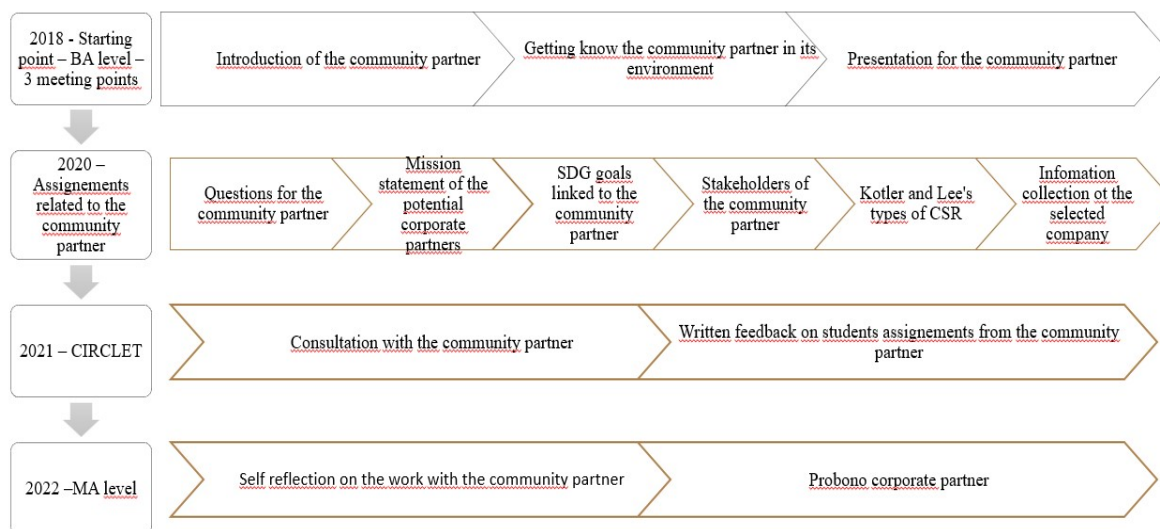 2018 - Starting
point – BA level –
3 meeting points
Introduction of the community partner
Getting know the community partner in its
environment
Presentation for the community partner
2020 –
Assignements
related to the
community
partner
Questions for the
community partner
Mission
statement of the
potential
corporate
partners
SDG goals
linked to the
community
partner
Stakeholders of
the community
partner
Kotler and Lee's
types of CSR
Infomation
collection ot the
selected
company
2021 – CIRCLET
Consultation with the community partner
Written feedback on students assignements from the community
partner
2022 –MA level
Self reflection on the work with the community partner
Probono corporate partner